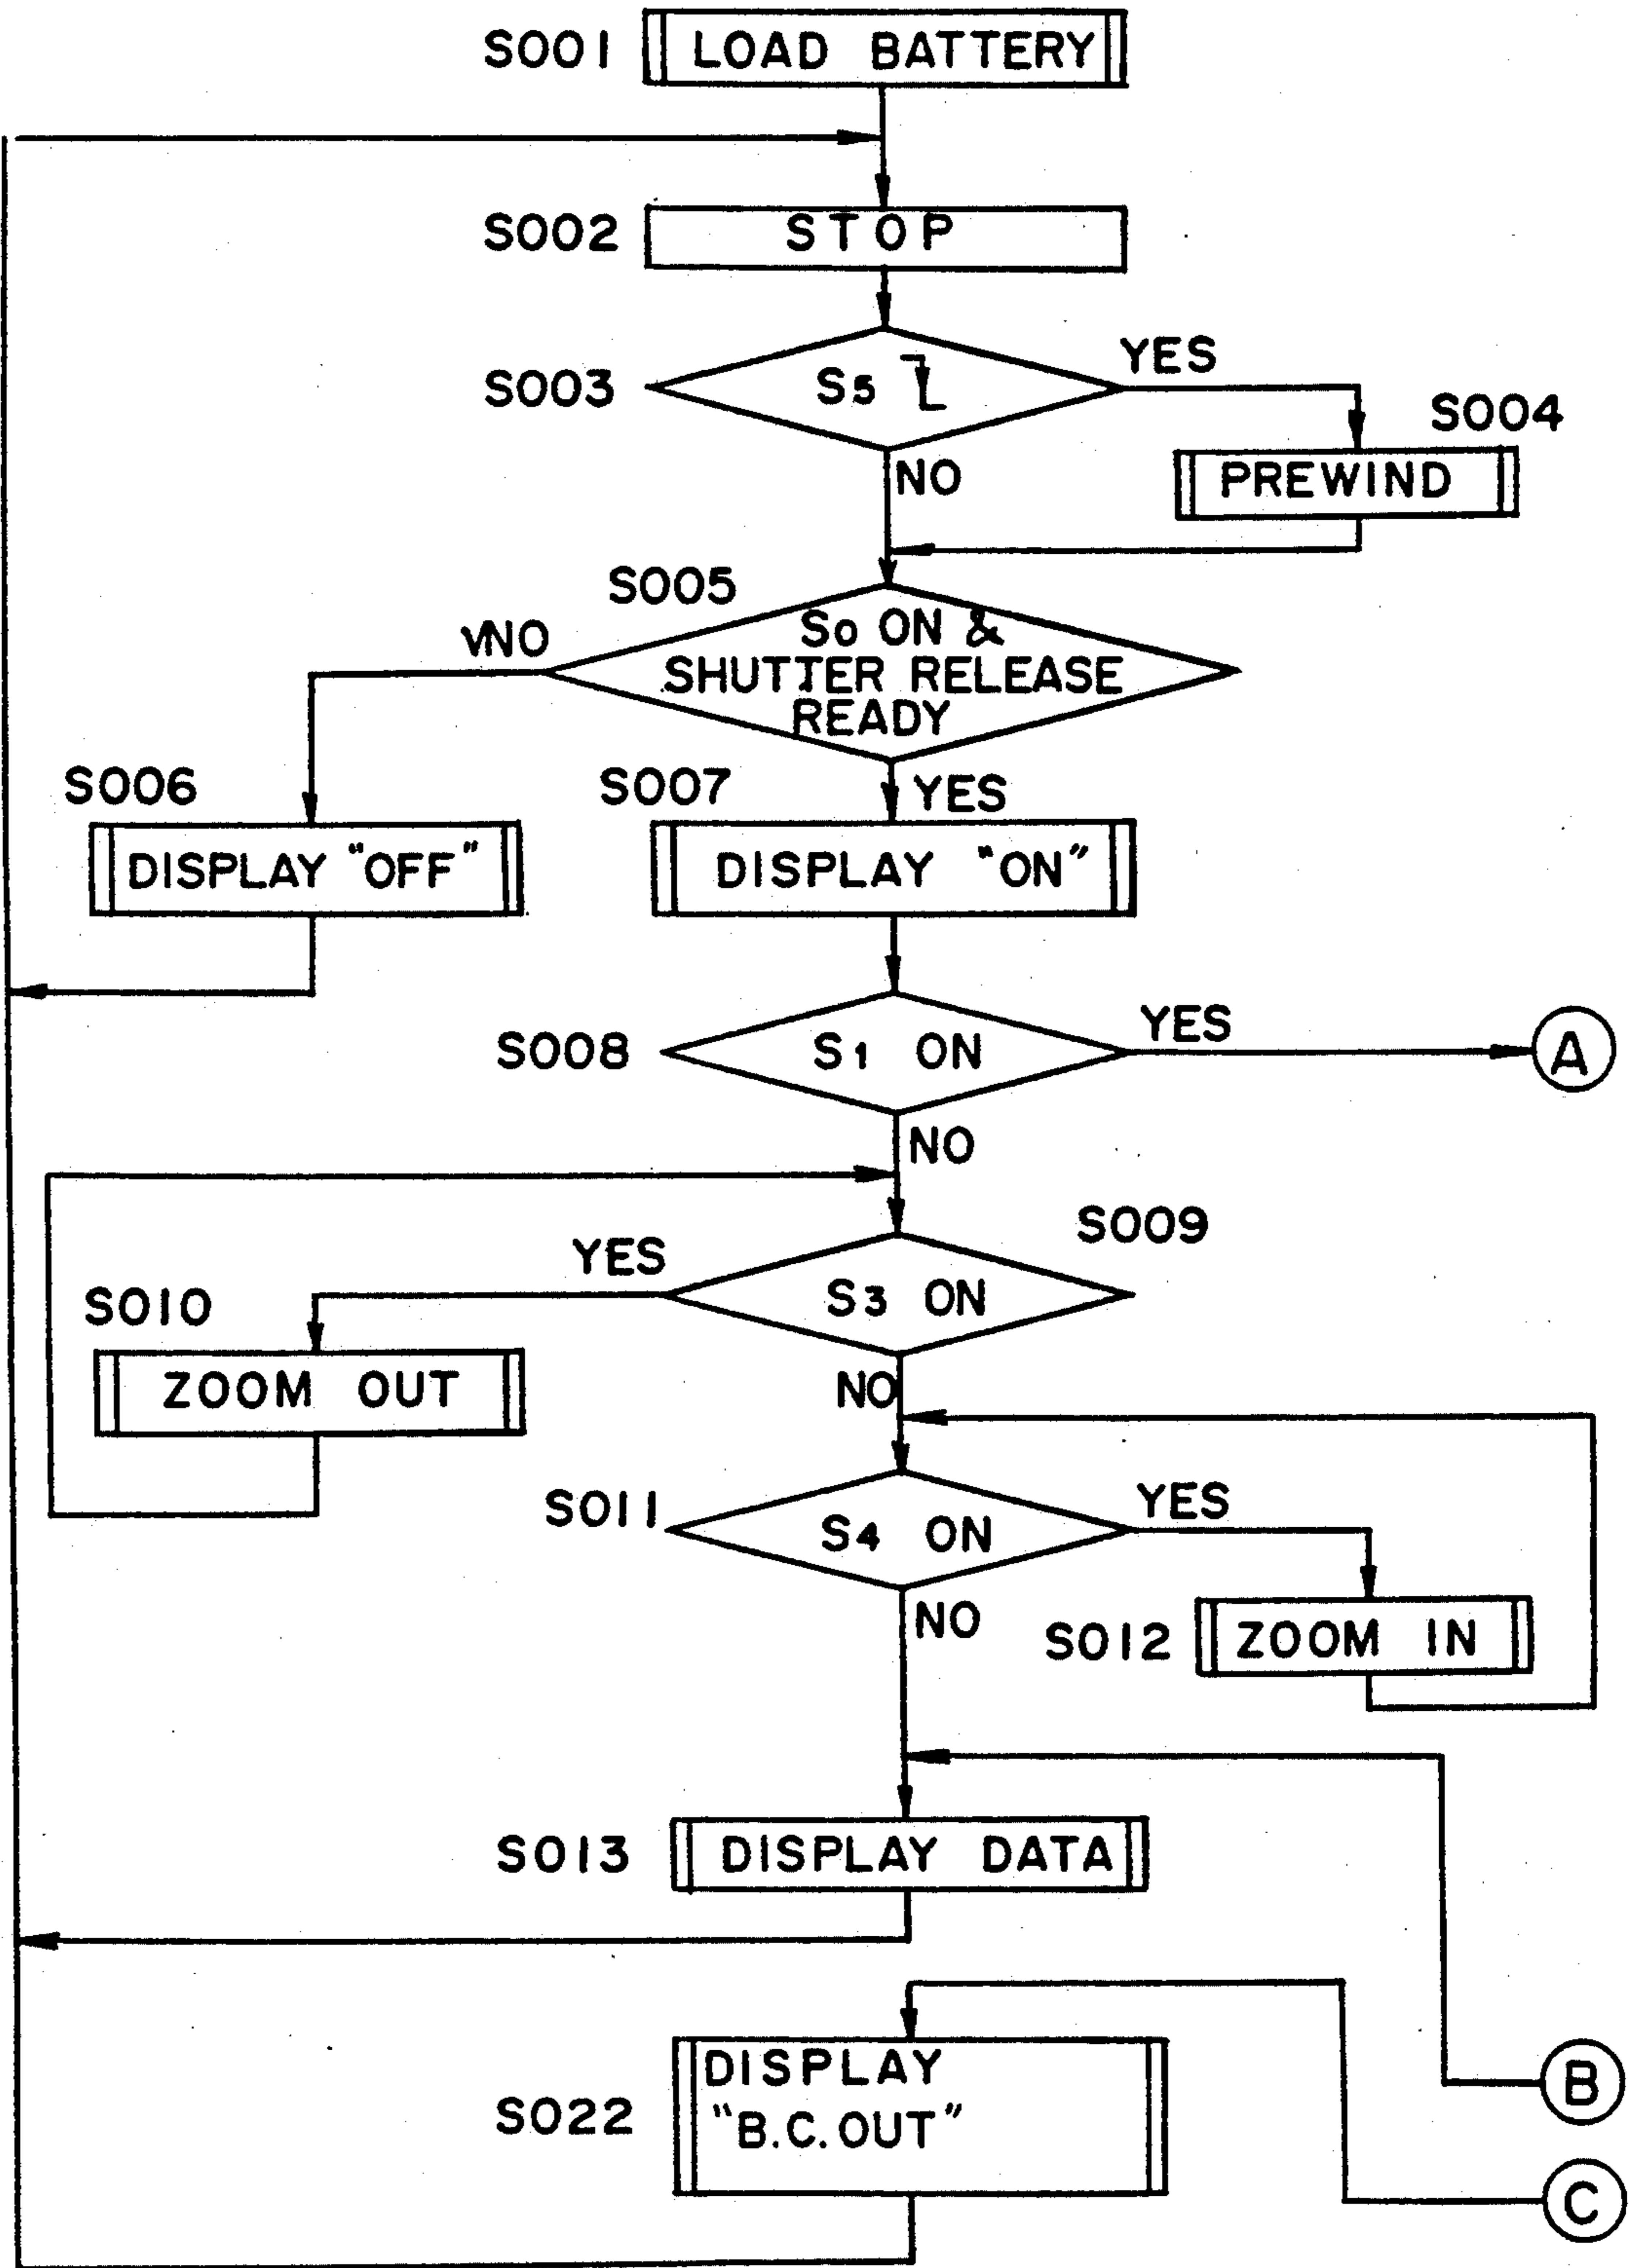 S001 LOAD BATTERY
S002 STOP
S003 S5 YES
S004
NO PREWIND
S005
NO S0 ON &
SHUTTER RELEASE
READY
S006 S007 YES
DISPLAY "OFF" DISPLAY "ON"
S008 S1 ON YES A
NO
S009
YES
S010 S3 ON
ZOOM OUT NO
S011 S4 ON YES
NO
S012 ZOOM IN
S013 DISPLAY DATA
DISPLAY
S022 "B.C.OUT"
B
C